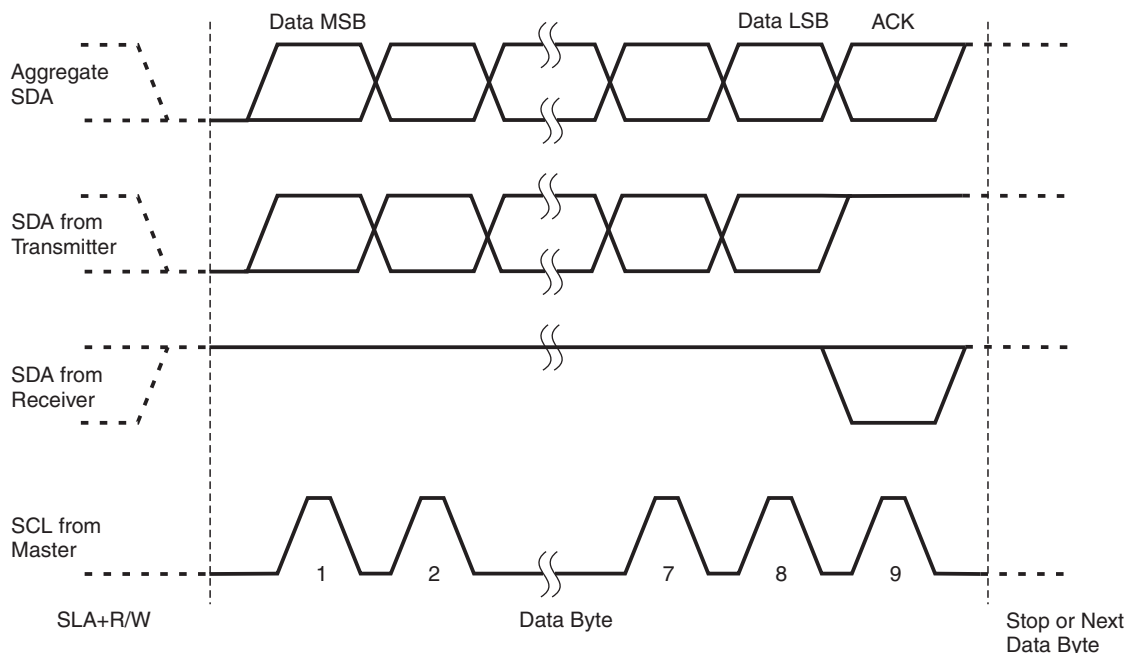 Data MSB
Data LSB
ACK
Aggregate
SDA
SDA from
Transmitter
SDA from
Receiver
SCL from
Master
1
2
7
8
9
SLA+R/W
Data Byte
Stop or Next
Data Byte